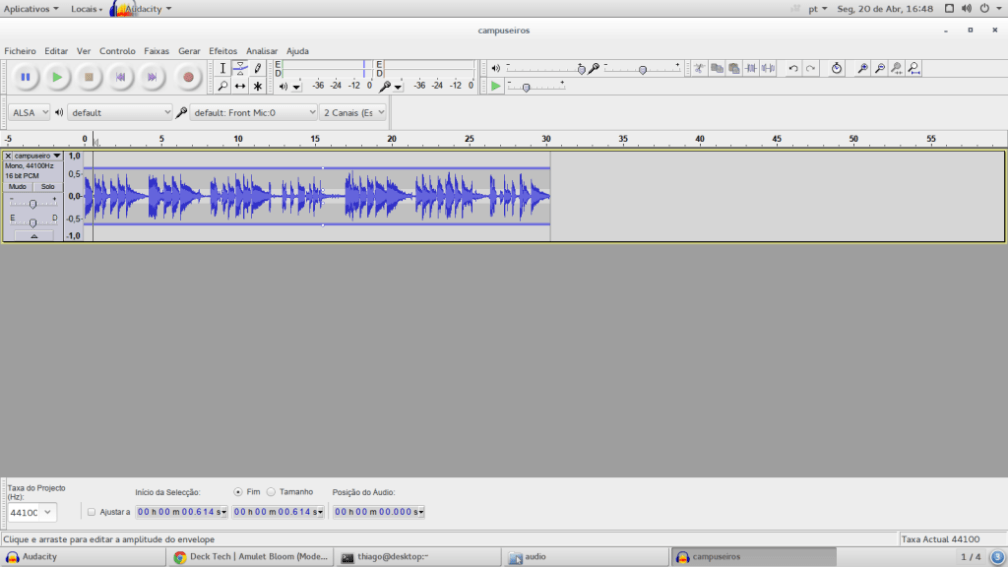 Aplicativos Locais Audacity pt Seg, 20 de Abr, 16:48
campuseiros
Ficheiro Editar Ver Controlo Faixas Gerar Efeitos Analisar Ajuda
E D -36 -24 -12 0 E D -36 -24 -12 0
ALSA default default: Front Mic:0 2 Canais (Es
-5 0 5 10 15 20 25 30 35 40 45 50 55
campuseiro
Mono, 44100Hz
16 bit PCM
Mudo Solo
- +
E D
1,0
0,5
0,0
-0,5
-1,0
Taxa do Projecto
(Hz):
Início da Selecção: Fim Tamanho Posição do Áudio:
4410C Ajustar a 00 h 00 m 00.614 s 00 h 00 m 00.614 s 00 h 00 m 00.000 s
Clique e arraste para editar a amplitude do envelope Taxa Actual 44100
Audacity Deck Tech | Amulet Bloom (Mode... thiago@desktop:~ audio campuseiros 1 / 4 3